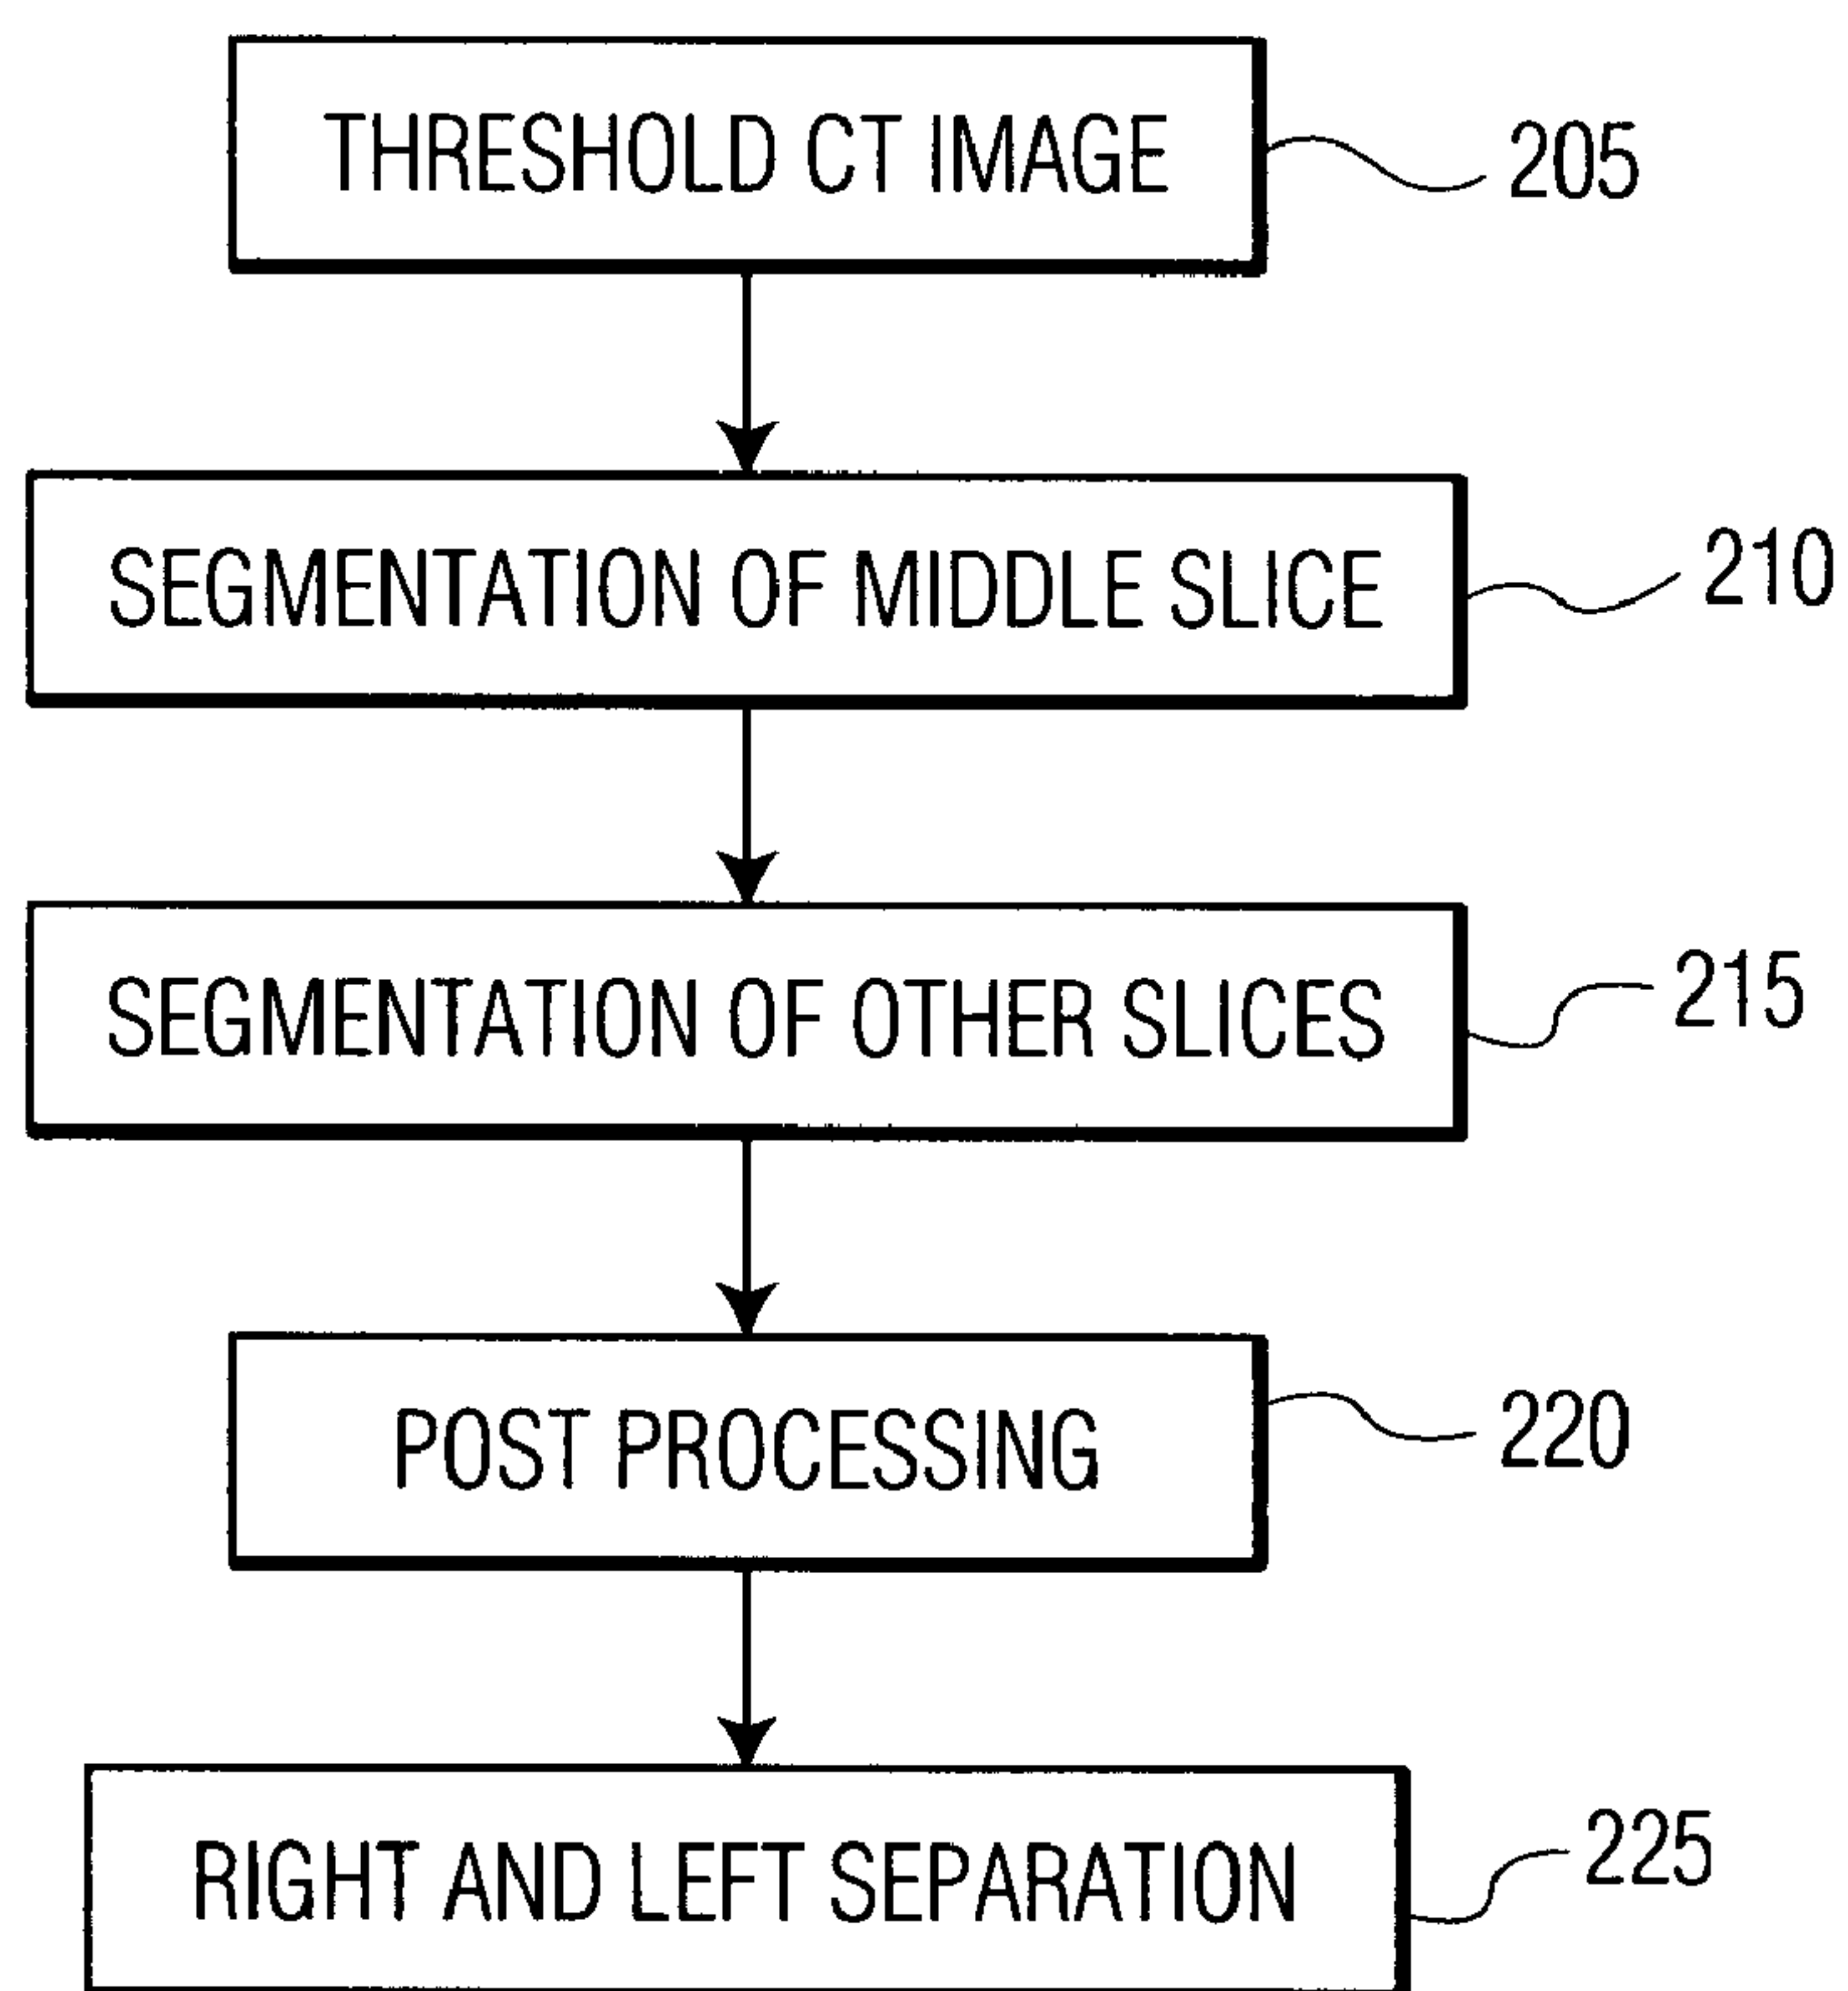 THRESHOLD CT IMAGE
205
SEGMENTATION OF MIDDLE SLICE
210
SEGMENTATION OF OTHER SLICES
215
POST PROCESSING
220
RIGHT AND LEFT SEPARATION
225